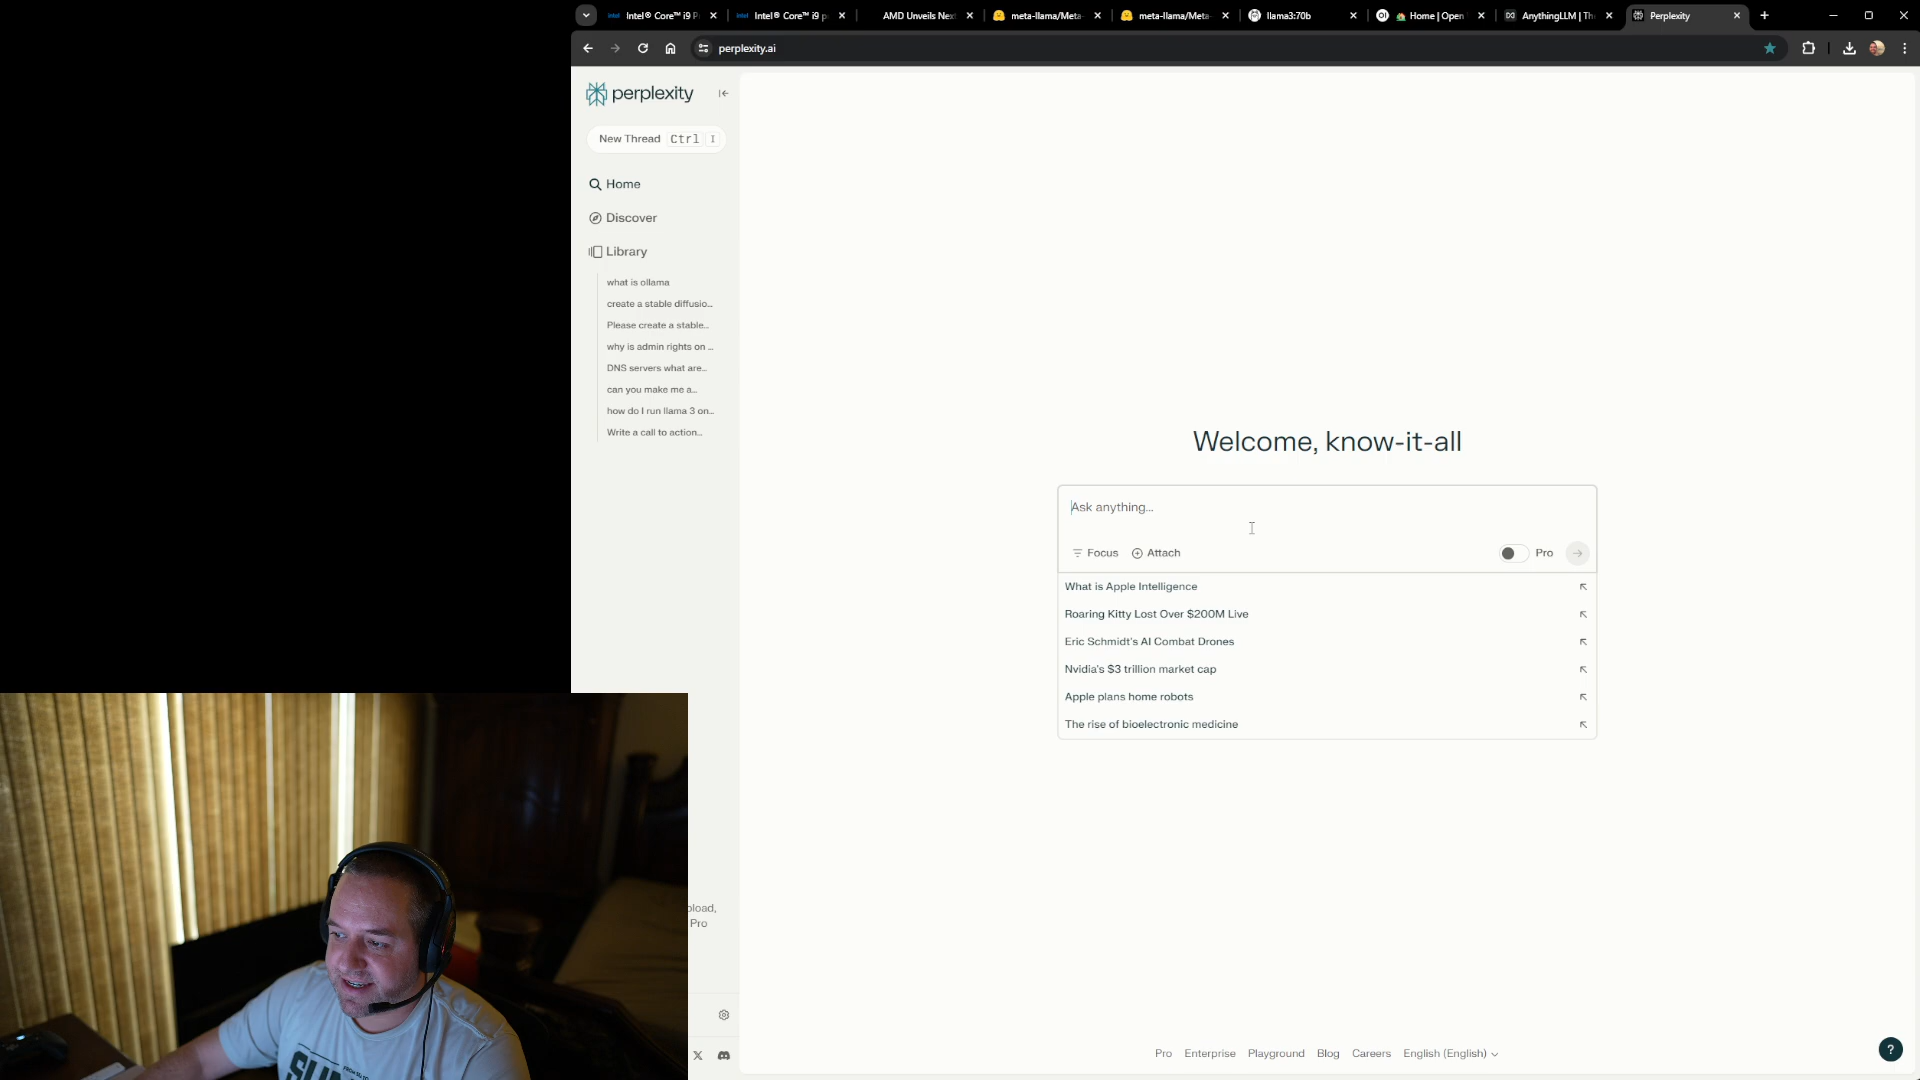 Intel® Core™ i9 P
Intel® Core™ i9 p
AMD Unveils Nex
meta-llama/Meta-
meta-llama/Meta-
llama3:70b
Home | Open
AnythingLLM | Th
Perplexity
perplexity.ai
perplexity
New Thread Ctrl I
Home
Discover
Library
what is ollama
create a stable diffusio...
Please create a stable...
why is admin rights on ...
DNS servers what are...
can you make me a...
how do I run llama 3 on...
Write a call to action...
Welcome, know-it-all
Ask anything...
Focus
Attach
Pro
What is Apple Intelligence
Roaring Kitty Lost Over $200M Live
Eric Schmidt's AI Combat Drones
Nvidia's $3 trillion market cap
Apple plans home robots
The rise of bioelectronic medicine
pload,
Pro
Pro
Enterprise
Playground
Blog
Careers
English (English)
?